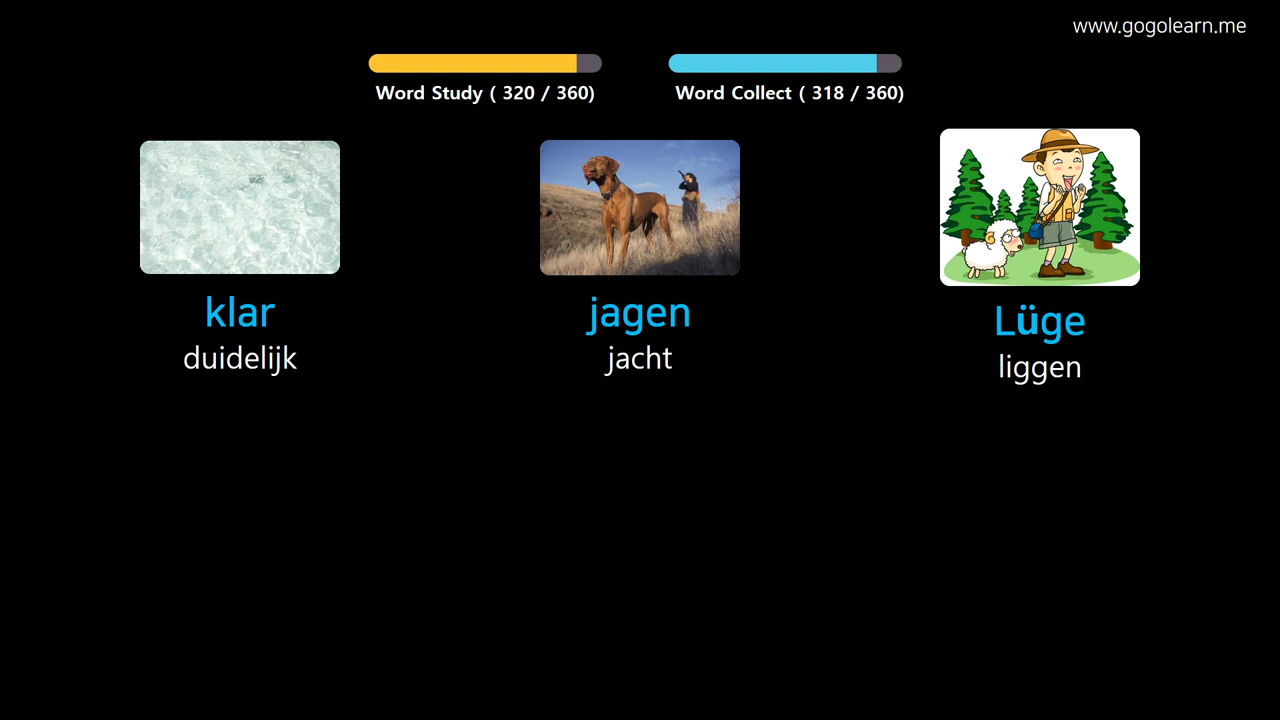 www.gogolearn.me
Word Study ( 320 / 360)
Word Collect ( 318 / 360)
klar
duidelijk
jagen
jacht
Lüge
liggen